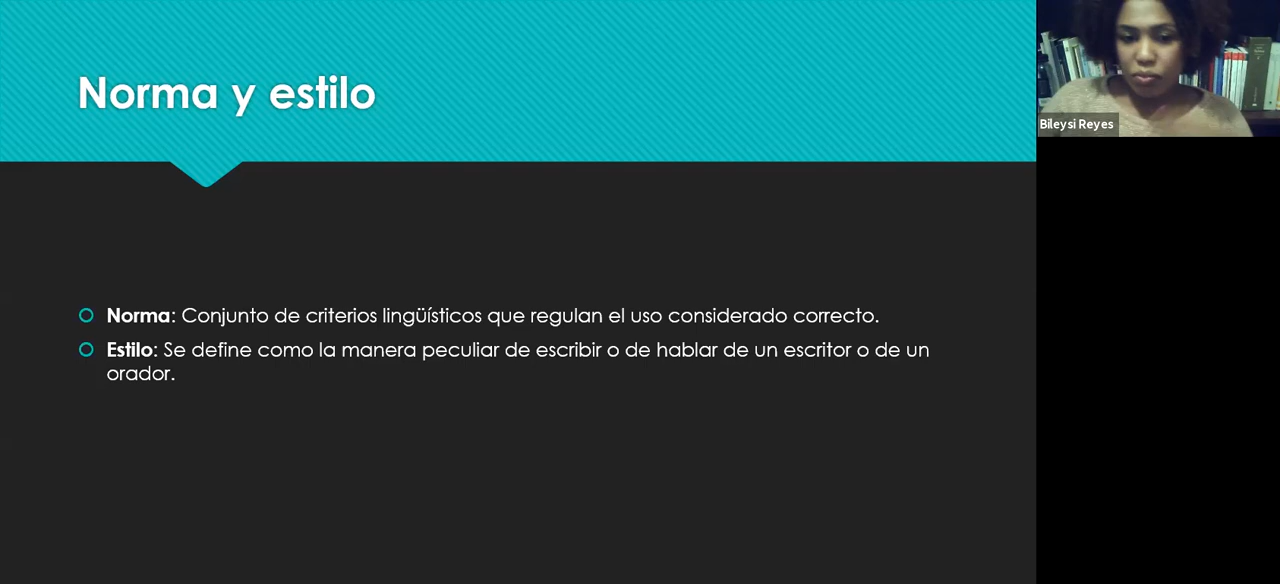 Norma y estilo
Norma: Conjunto de criterios lingüísticos que regulan el uso considerado correcto.
Estilo: Se define como la manera peculiar de escribir o de hablar de un escritor o de un
orador.
Bileysi Reyes